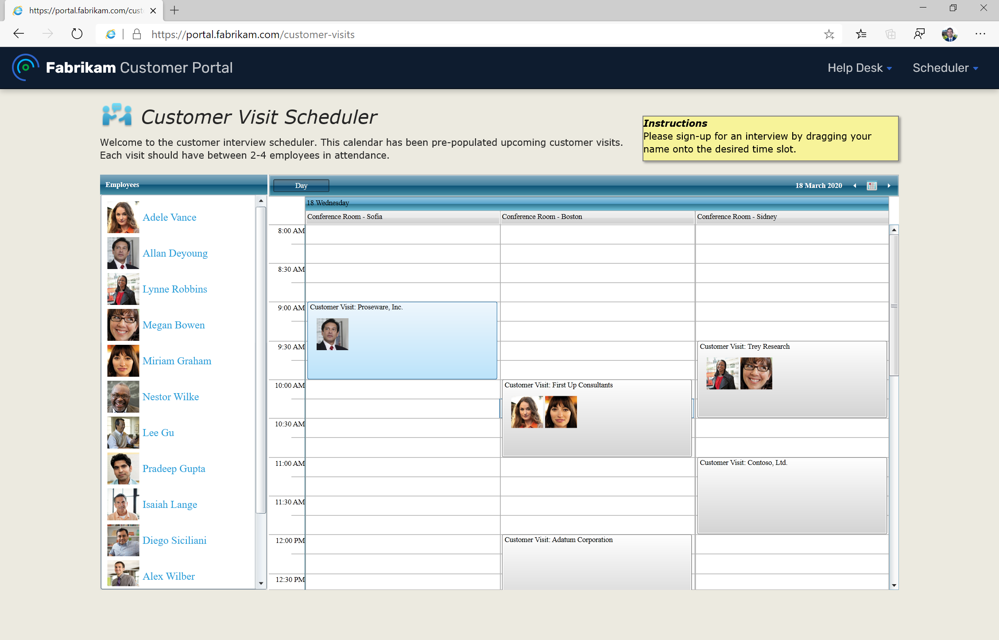 https://portal.fabrikam.com/cust
https://portal.fabrikam.com/customer-visits
Fabrikam Customer Portal
Help Desk
Scheduler
Customer Visit Scheduler
Welcome to the customer interview scheduler. This calendar has been pre-populated upcoming customer visits.
Each visit should have between 2-4 employees in attendance.
Instructions
Please sign-up for an interview by dragging your
name onto the desired time slot.
Employees
Adele Vance
Allan Deyoung
Lynne Robbins
Megan Bowen
Miriam Graham
Nestor Wilke
Lee Gu
Pradeep Gupta
Isaiah Lange
Diego Siciliani
Alex Wilber
Day
18 March 2020
18 Wednesday
Conference Room - Sofia
Conference Room - Boston
Conference Room - Sidney
8:00 AM
8:30 AM
9:00 AM
Customer Visit: Proseware, Inc.
9:30 AM
Customer Visit: Trey Research
10:00 AM
Customer Visit: First Up Consultants
10:30 AM
11:00 AM
Customer Visit: Contoso, Ltd.
11:30 AM
12:00 PM
Customer Visit: Adatum Corporation
12:30 PM